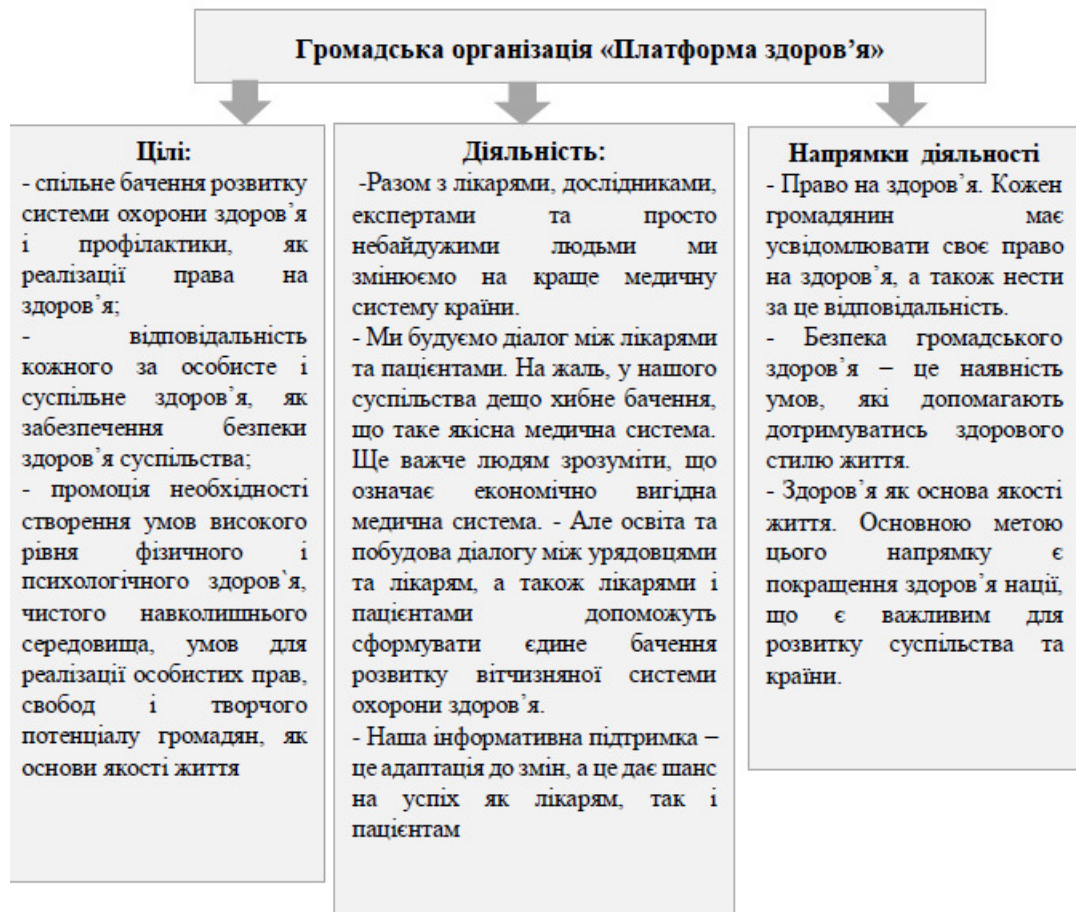 Громадська організація «Платформа здоров’я»
Цілі:
- спільне бачення розвитку
системи охорони здоров’я
і профілактики, як
реалізації права на
здоров’я;
- відповідальність
кожного за особисте і
суспільне здоров’я, як
забезпечення безпеки
здоров’я суспільства;
- промоція необхідності
створення умов високого
рівня фізичного і
психологічного здоров`я,
чистого навколишнього
середовища, умов для
реалізації особистих прав,
свобод і творчого
потенціалу громадян, як
основи якості життя
Діяльність:
-Разом з лікарями, дослідниками,
експертами та просто
небайдужими людьми ми
змінюємо на краще медичну
систему країни.
- Ми будуємо діалог між лікарями
та пацієнтами. На жаль, у нашого
суспільства дещо хибне бачення,
що таке якісна медична система.
Ще важче людям зрозуміти, що
означає економічно вигідна
медична система. - Але освіта та
побудова діалогу між урядовцями
та лікарям, а також лікарями і
пацієнтами допоможуть
сформувати єдине бачення
розвитку вітчизняної системи
охорони здоров’я.
- Наша інформативна підтримка –
це адаптація до змін, а це дає шанс
на успіх як лікарям, так і
пацієнтам
Напрямки діяльності
- Право на здоров’я. Кожен
громадянин має
усвідомлювати своє право
на здоров’я, а також нести
за це відповідальність.
- Безпека громадського
здоров’я – це наявність
умов, які допомагають
дотримуватись здорового
стилю життя.
- Здоров’я як основа якості
життя. Основною метою
цього напрямку є
покращення здоров’я нації,
що є важливим для
розвитку суспільства та
країни.